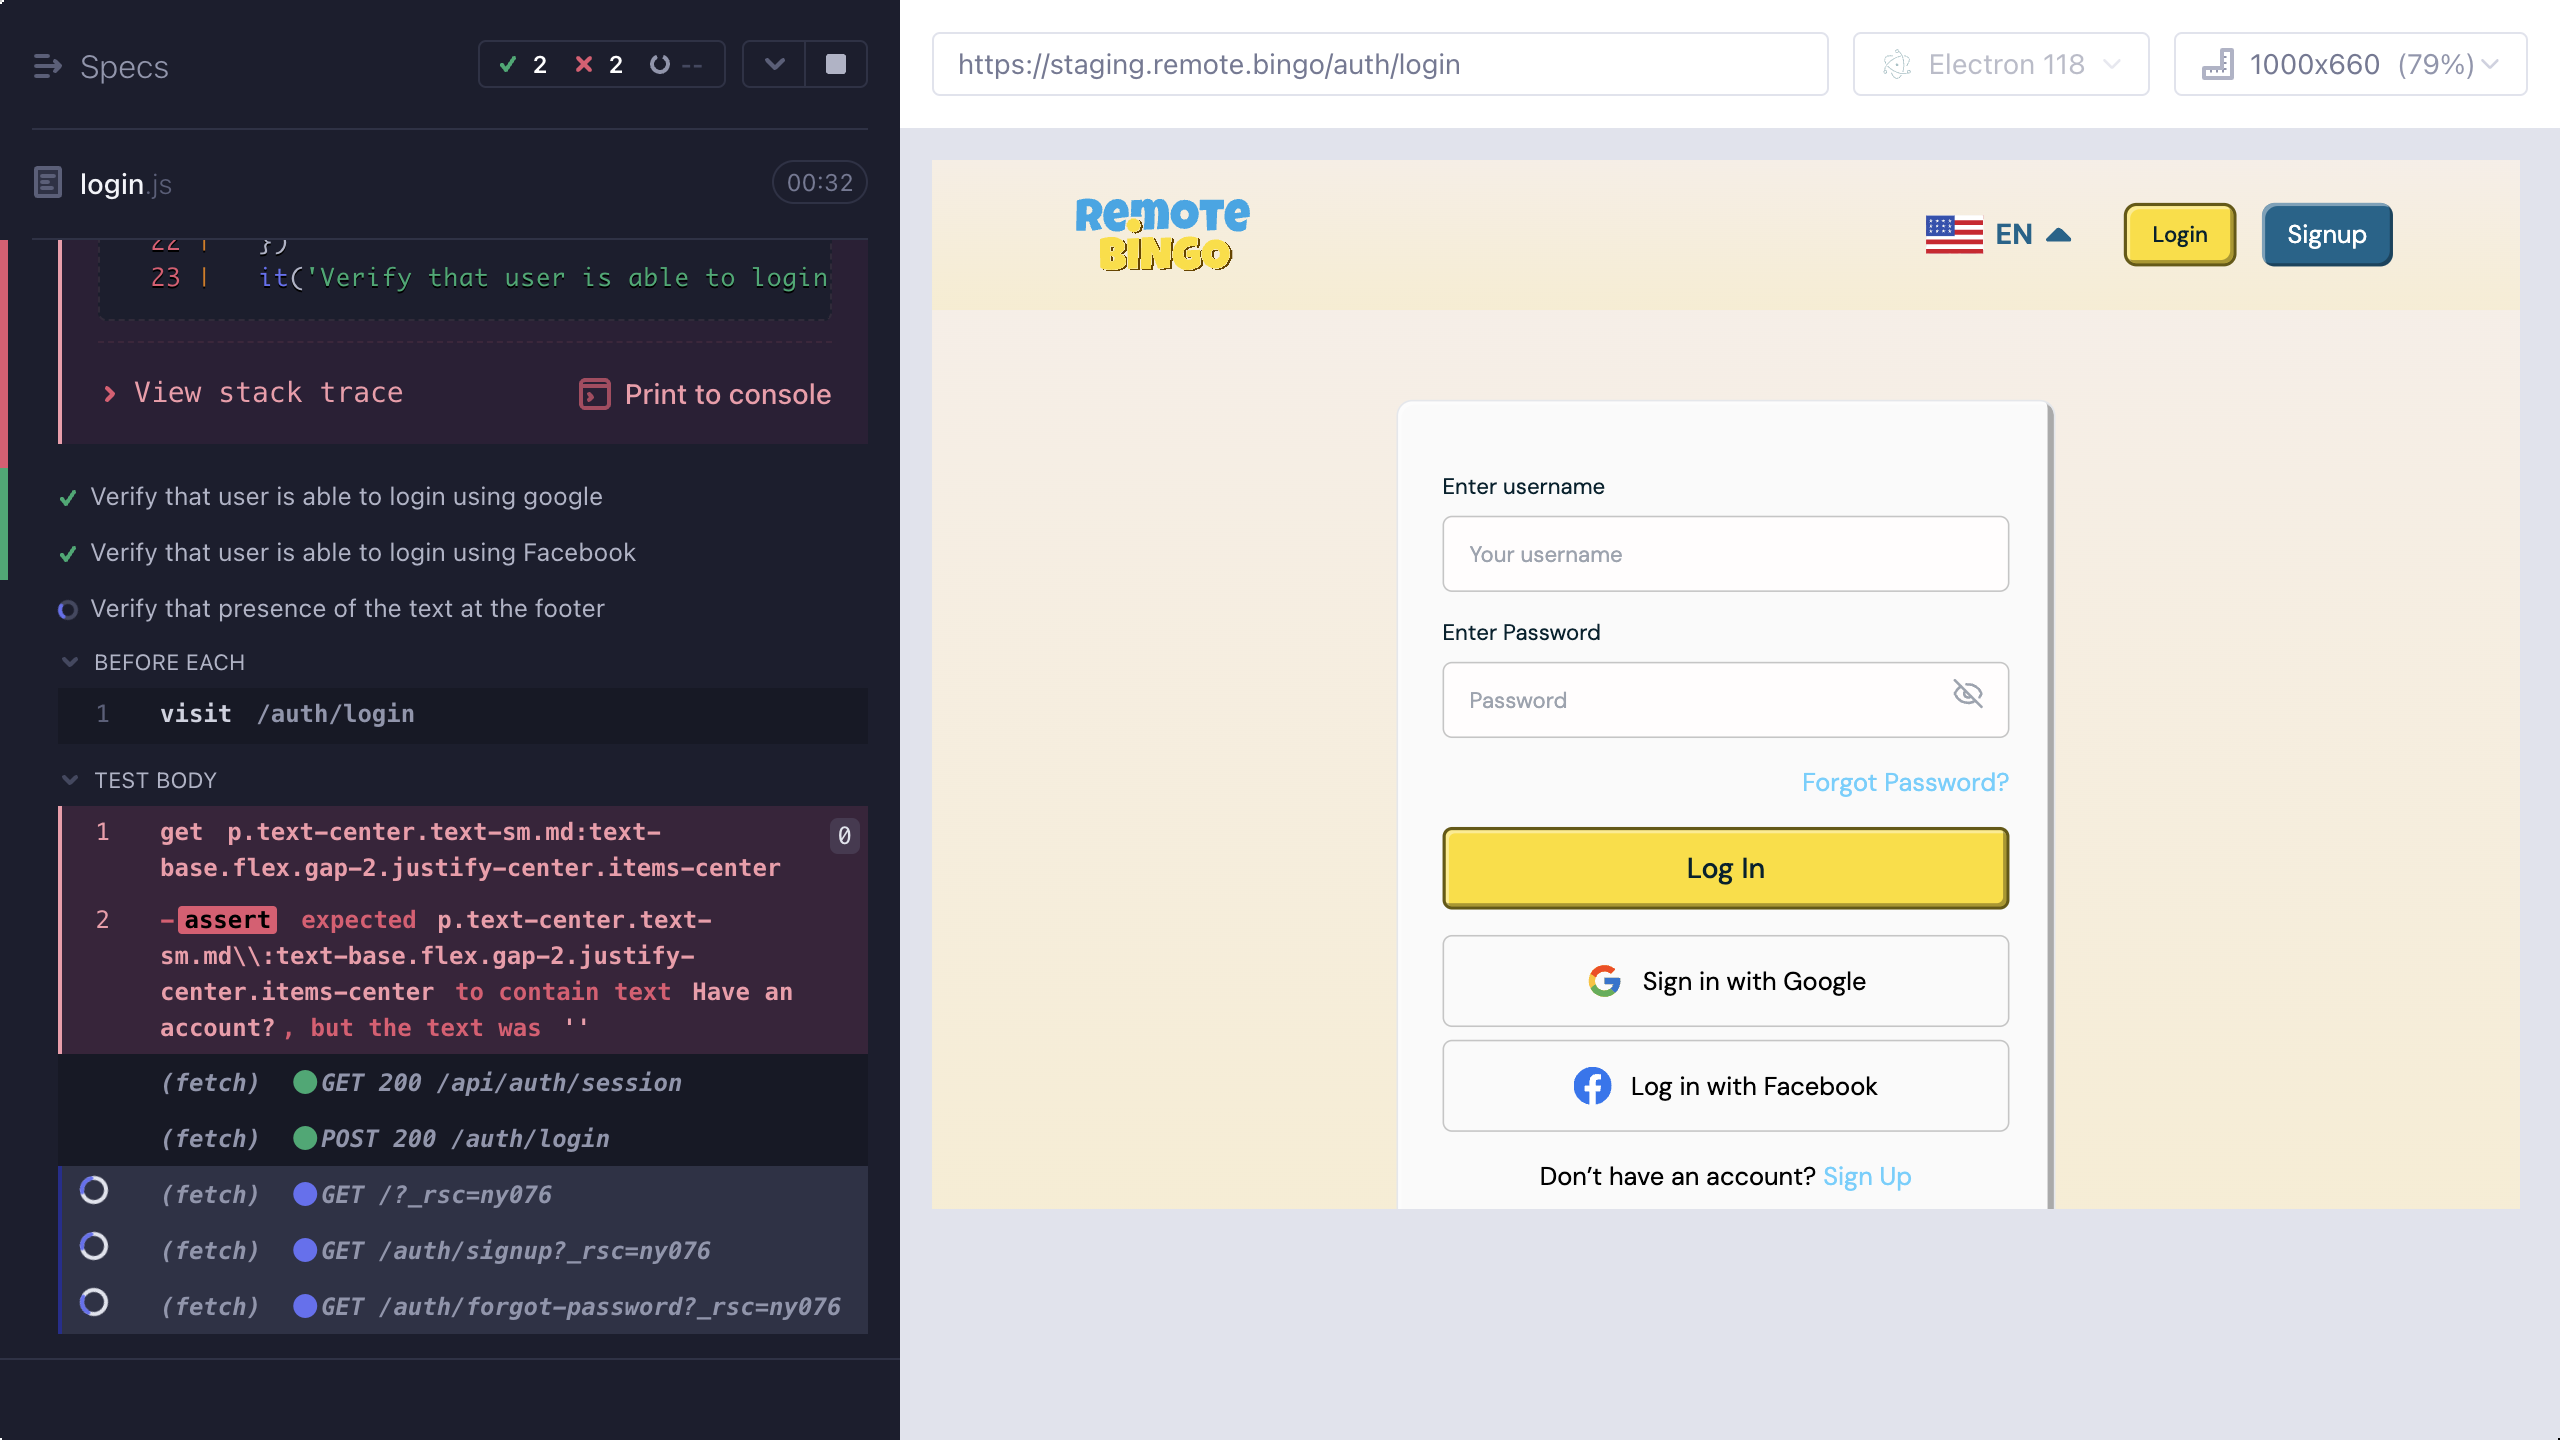 Specs
2
2
--
login.js
00:32
22 | })
23 | it('Verify that user is able to login
View stack trace
Print to console
Verify that user is able to login using google
Verify that user is able to login using Facebook
Verify that presence of the text at the footer
BEFORE EACH
1 visit /auth/login
TEST BODY
1 get p.text-center.text-sm.md:text-
base.flex.gap-2.justify-center.items-center
0
2 -assert expected p.text-center.text-
sm.md\\:text-base.flex.gap-2.justify-
center.items-center to contain text Have an
account?, but the text was ''
(fetch) GET 200 /api/auth/session
(fetch) POST 200 /auth/login
(fetch) GET /?_rsc=ny076
(fetch) GET /auth/signup?_rsc=ny076
(fetch) GET /auth/forgot-password?_rsc=ny076
https://staging.remote.bingo/auth/login
Electron 118
1000x660 (79%)
Remote
BINGO
EN
Login
Signup
Enter username
Your username
Enter Password
Password
Forgot Password?
Log In
Sign in with Google
Log in with Facebook
Don’t have an account? Sign Up